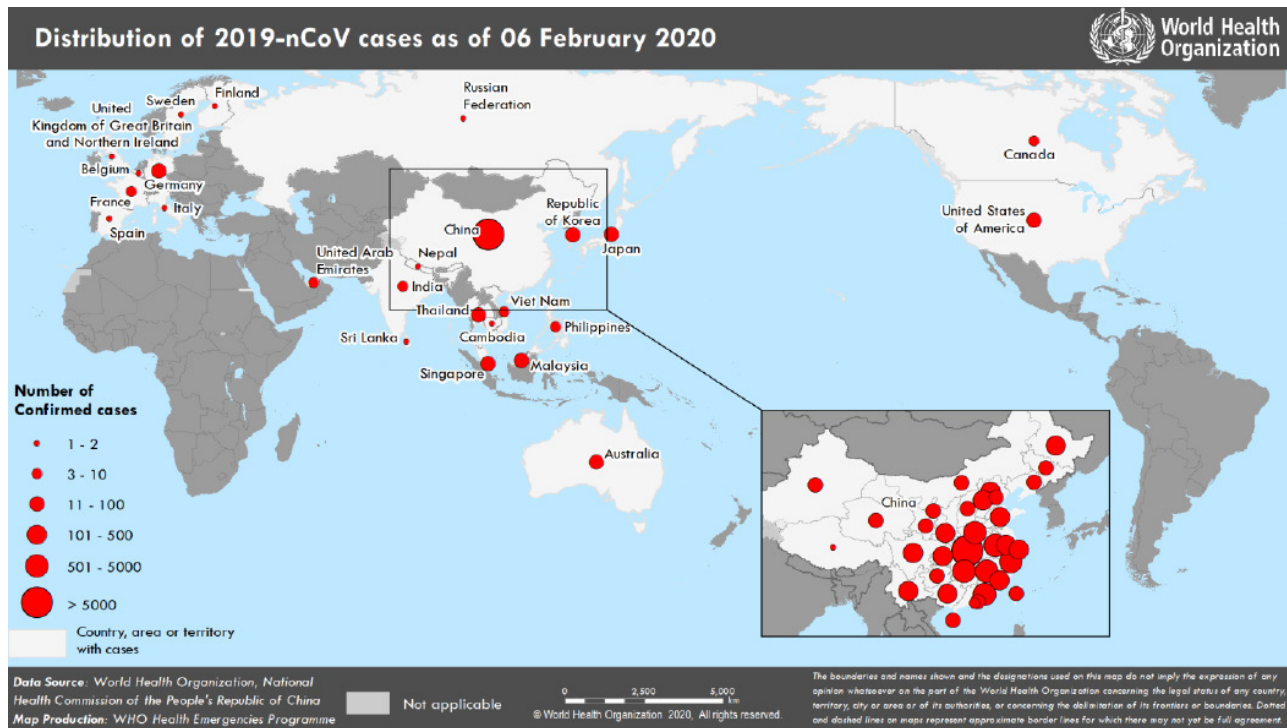 Distribution of 2019-nCoV cases as of 06 February 2020
World Health
Organization
Finland
Sweden
United
Kingdom of Great Britain
and Northern Ireland
Belgium
Germany
France
Italy
Spain
Russian
Federation
Canada
United States
of America
Republic
of Korea
China
Japan
Nepal
United Arab
Emirates
India
Thailand
Viet Nam
Philippines
Sri Lanka
Cambodia
Singapore
Malaysia
Australia
China
Number of
Confirmed cases
1 - 2
3 - 10
11 - 100
101 - 500
501 - 5000
> 5000
Country, area or territory
with cases
Data Source: World Health Organization, National
Health Commission of the People's Republic of China
Map Production: WHO Health Emergencies Programme
Not applicable
0 2,500 5,000
km
© World Health Organization 2020, All rights reserved.
The boundaries and names shown and the designations used on this map do not imply the expression of any
opinion whatsoever on the part of the World Health Organization concerning the legal status of any country,
territory, city or area or of its authorities, or concerning the delimitation of its frontiers or boundaries. Dotted
and dashed lines on maps represent approximate border lines for which there may not yet be full agreement.